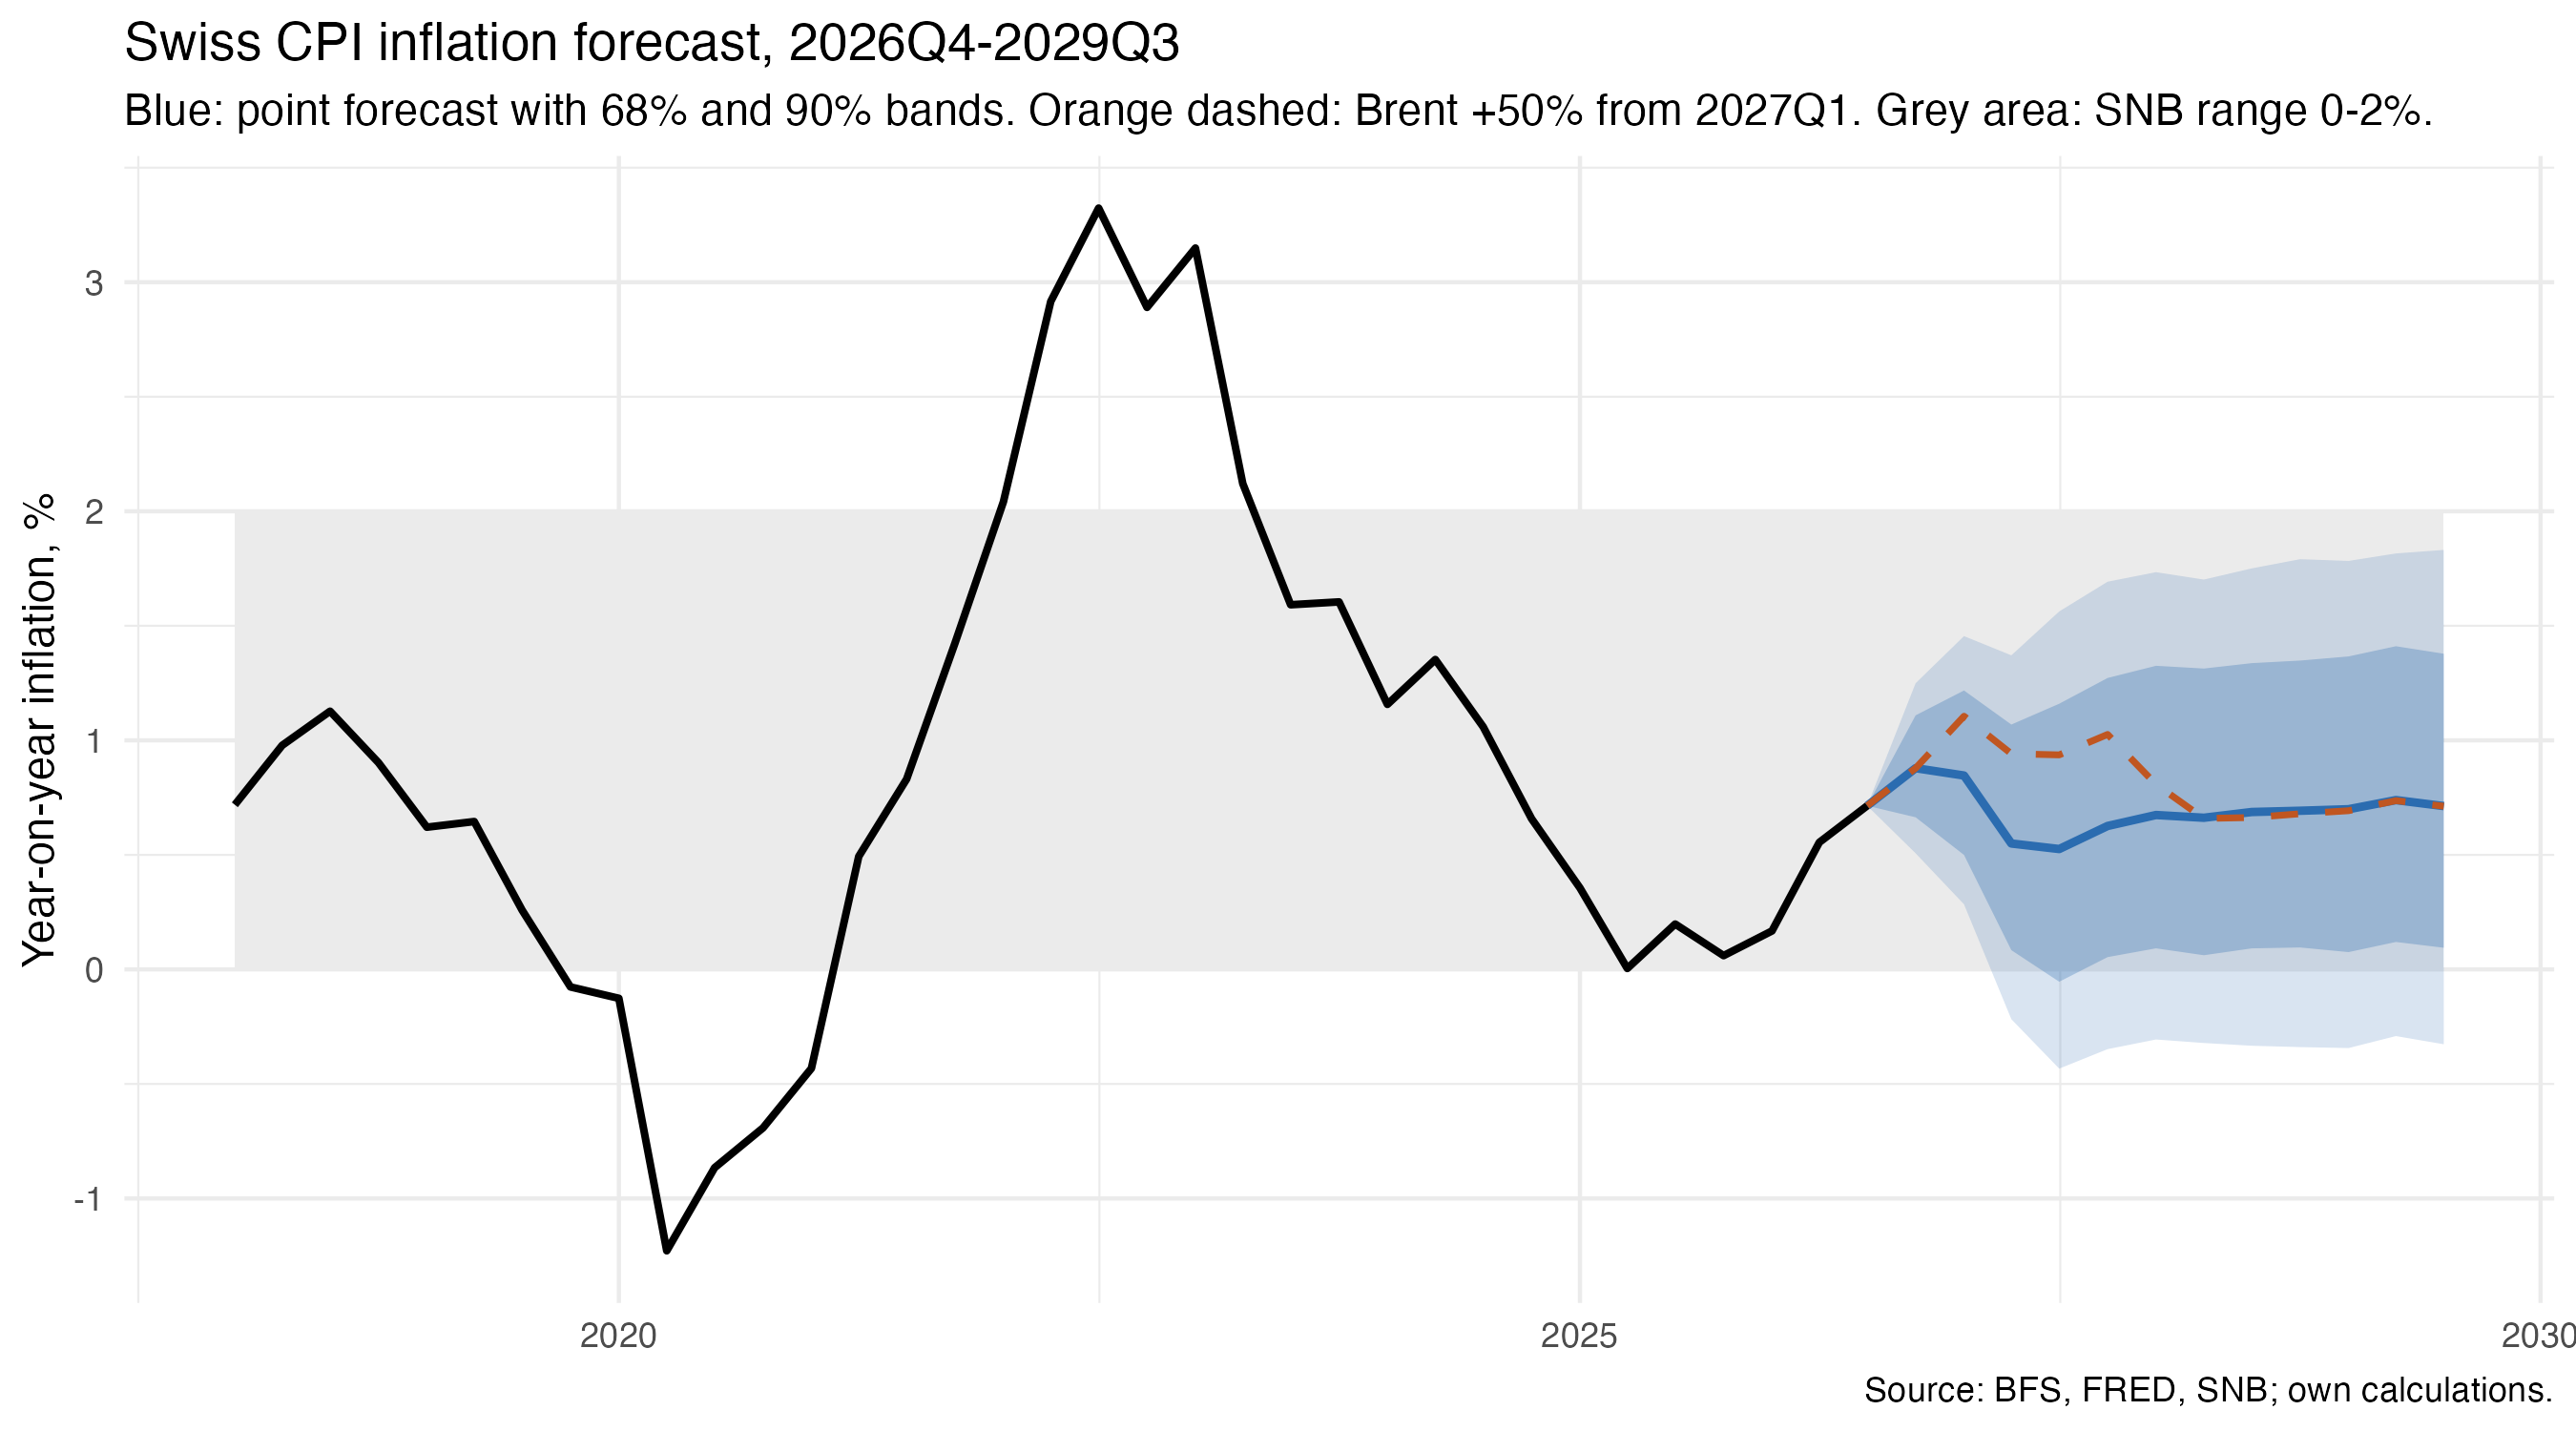 Swiss CPI inflation forecast, 2026Q4-2029Q3
Blue: point forecast with 68% and 90% bands. Orange dashed: Brent +50% from 2027Q1. Grey area: SNB range 0-2%.
Year-on-year inflation, %
3
2
1
0
-1
2020
2025
2030
Source: BFS, FRED, SNB; own calculations.